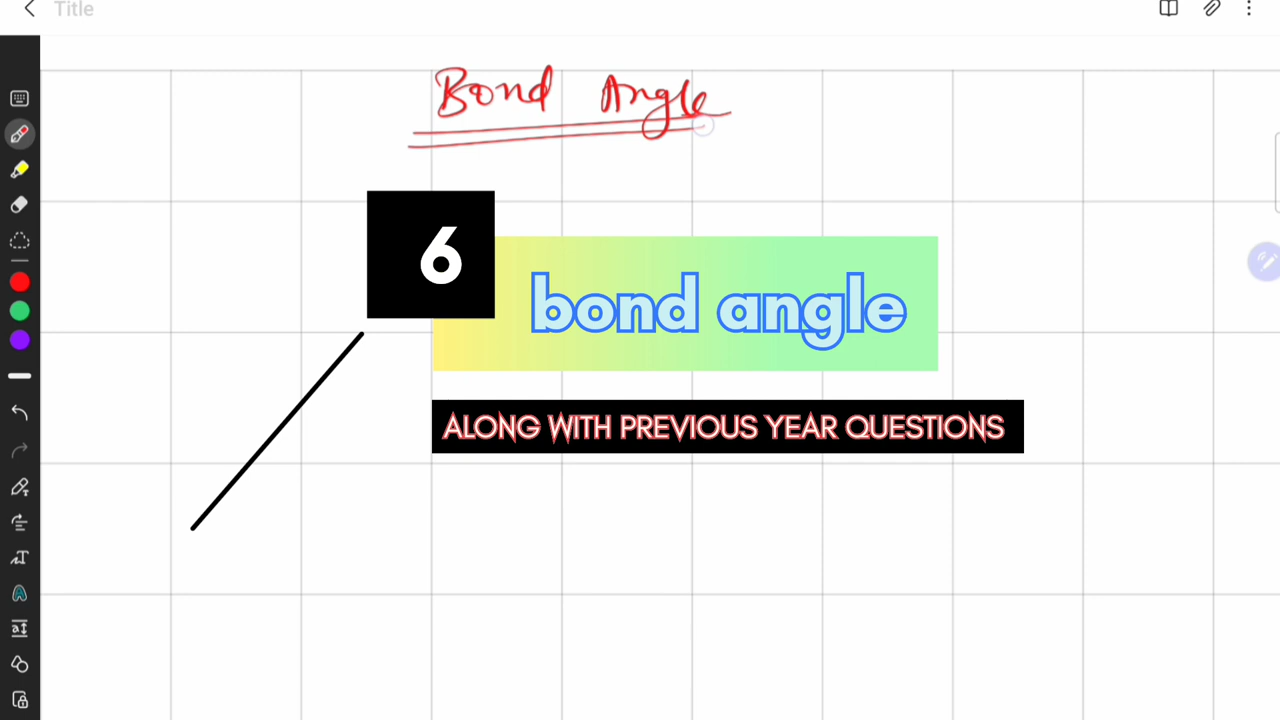 Title
Bond Angle
6
bond angle
ALONG WITH PREVIOUS YEAR QUESTIONS